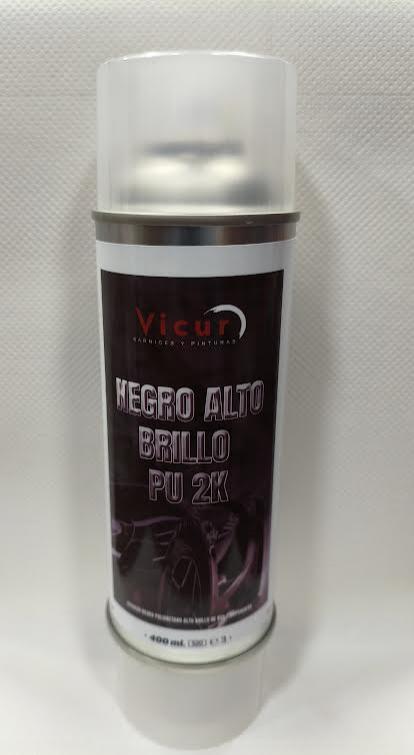 Vicur
BARNICES Y PINTURAS
NEGRO ALTO
BRILLO
PU 2K
400 mL